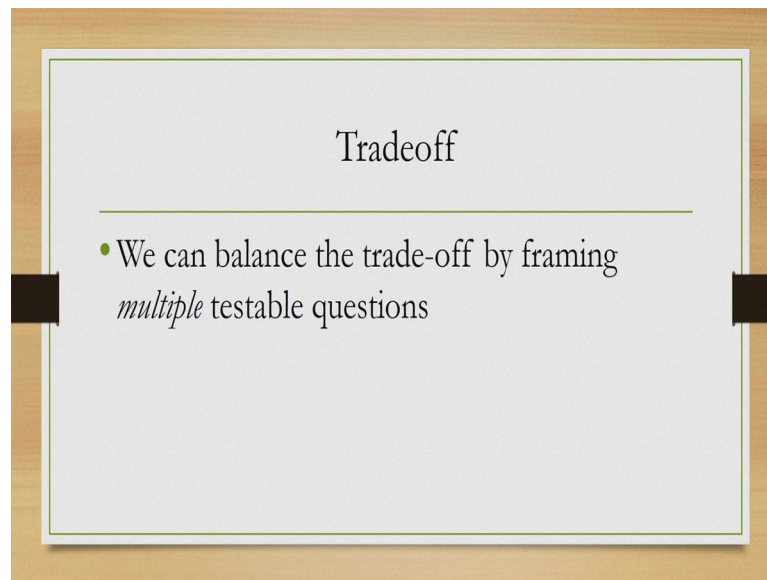 Tradeoff
• We can balance the trade-off by framing
multiple testable questions